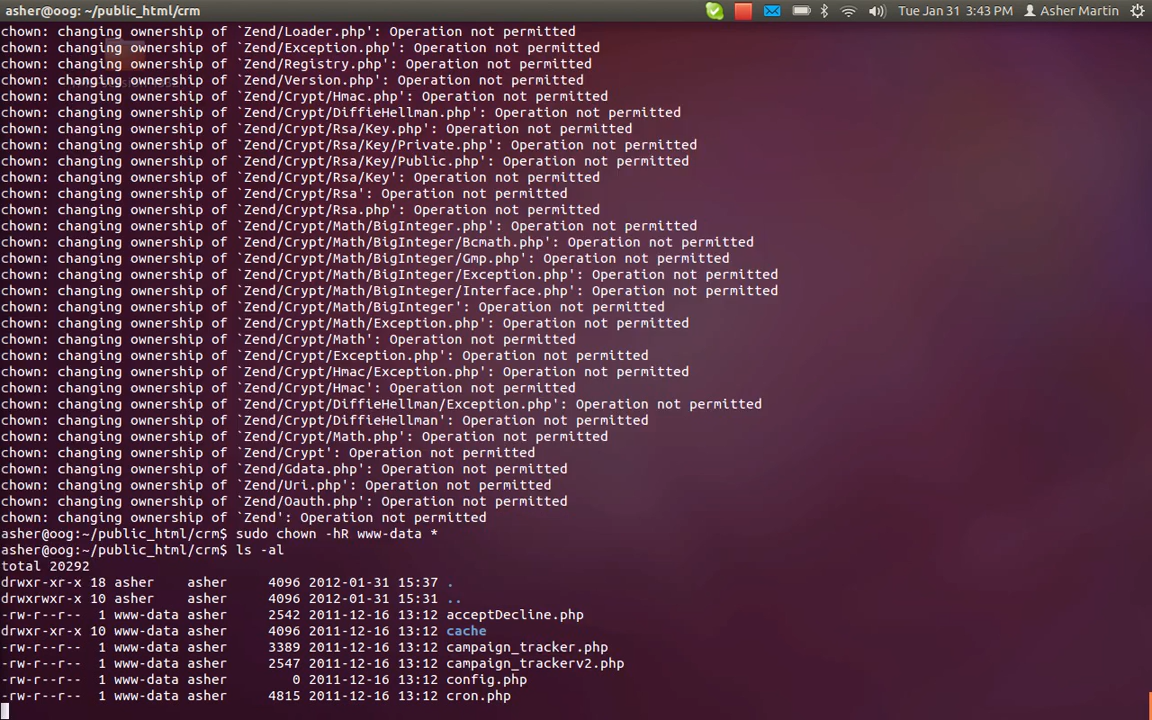 asher@oog: ~/public_html/crm Tue Jan 31 3:43 PM Asher Martin
chown: changing ownership of `Zend/Loader.php': Operation not permitted
chown: changing ownership of `Zend/Exception.php': Operation not permitted
chown: changing ownership of `Zend/Registry.php': Operation not permitted
chown: changing ownership of `Zend/Version.php': Operation not permitted
chown: changing ownership of `Zend/Crypt/Hmac.php': Operation not permitted
chown: changing ownership of `Zend/Crypt/DiffieHellman.php': Operation not permitted
chown: changing ownership of `Zend/Crypt/Rsa/Key.php': Operation not permitted
chown: changing ownership of `Zend/Crypt/Rsa/Key/Private.php': Operation not permitted
chown: changing ownership of `Zend/Crypt/Rsa/Key/Public.php': Operation not permitted
chown: changing ownership of `Zend/Crypt/Rsa/Key': Operation not permitted
chown: changing ownership of `Zend/Crypt/Rsa': Operation not permitted
chown: changing ownership of `Zend/Crypt/Rsa.php': Operation not permitted
chown: changing ownership of `Zend/Crypt/Math/BigInteger.php': Operation not permitted
chown: changing ownership of `Zend/Crypt/Math/BigInteger/Bcmath.php': Operation not permitted
chown: changing ownership of `Zend/Crypt/Math/BigInteger/Gmp.php': Operation not permitted
chown: changing ownership of `Zend/Crypt/Math/BigInteger/Exception.php': Operation not permitted
chown: changing ownership of `Zend/Crypt/Math/BigInteger/Interface.php': Operation not permitted
chown: changing ownership of `Zend/Crypt/Math/BigInteger': Operation not permitted
chown: changing ownership of `Zend/Crypt/Math/Exception.php': Operation not permitted
chown: changing ownership of `Zend/Crypt/Math': Operation not permitted
chown: changing ownership of `Zend/Crypt/Exception.php': Operation not permitted
chown: changing ownership of `Zend/Crypt/Hmac/Exception.php': Operation not permitted
chown: changing ownership of `Zend/Crypt/Hmac': Operation not permitted
chown: changing ownership of `Zend/Crypt/DiffieHellman/Exception.php': Operation not permitted
chown: changing ownership of `Zend/Crypt/DiffieHellman': Operation not permitted
chown: changing ownership of `Zend/Crypt/Math.php': Operation not permitted
chown: changing ownership of `Zend/Crypt': Operation not permitted
chown: changing ownership of `Zend/Gdata.php': Operation not permitted
chown: changing ownership of `Zend/Uri.php': Operation not permitted
chown: changing ownership of `Zend/Oauth.php': Operation not permitted
chown: changing ownership of `Zend': Operation not permitted
asher@oog:~/public_html/crm$ sudo chown -hR www-data *
asher@oog:~/public_html/crm$ ls -al
total 20292
drwxr-xr-x 18 asher    asher     4096 2012-01-31 15:37 .
drwxrwxr-x 10 asher    asher     4096 2012-01-31 15:31 ..
-rw-r--r--  1 www-data asher     2542 2011-12-16 13:12 acceptDecline.php
drwxr-xr-x 10 www-data asher     4096 2011-12-16 13:12 cache
-rw-r--r--  1 www-data asher     3389 2011-12-16 13:12 campaign_tracker.php
-rw-r--r--  1 www-data asher     2547 2011-12-16 13:12 campaign_trackerv2.php
-rw-r--r--  1 www-data asher        0 2011-12-16 13:12 config.php
-rw-r--r--  1 www-data asher     4815 2011-12-16 13:12 cron.php